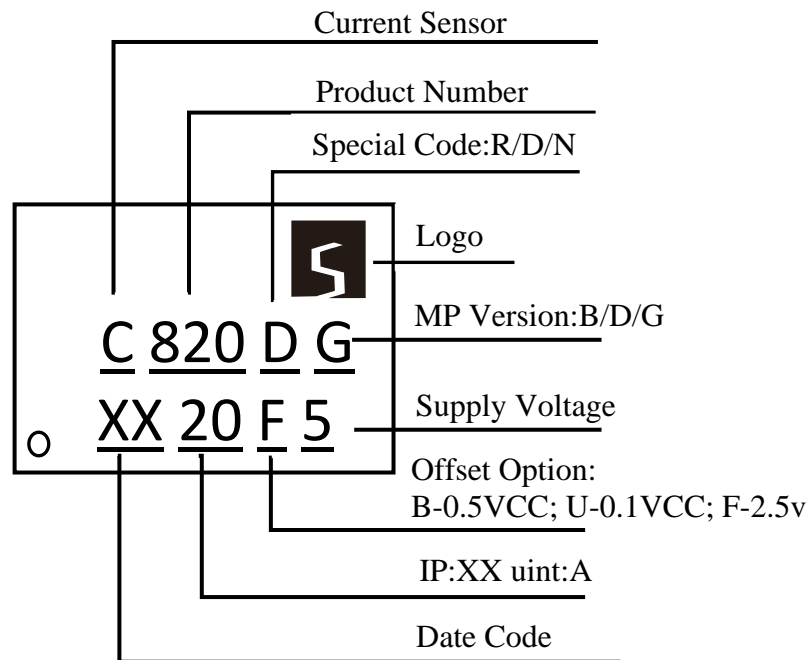 Current Sensor
Product Number
Special Code:R/D/N
Logo
MP Version:B/D/G
C 820 D G
XX 20 F 5
Supply Voltage
Offset Option:
B-0.5VCC; U-0.1VCC; F-2.5v
IP:XX uint:A
Date Code